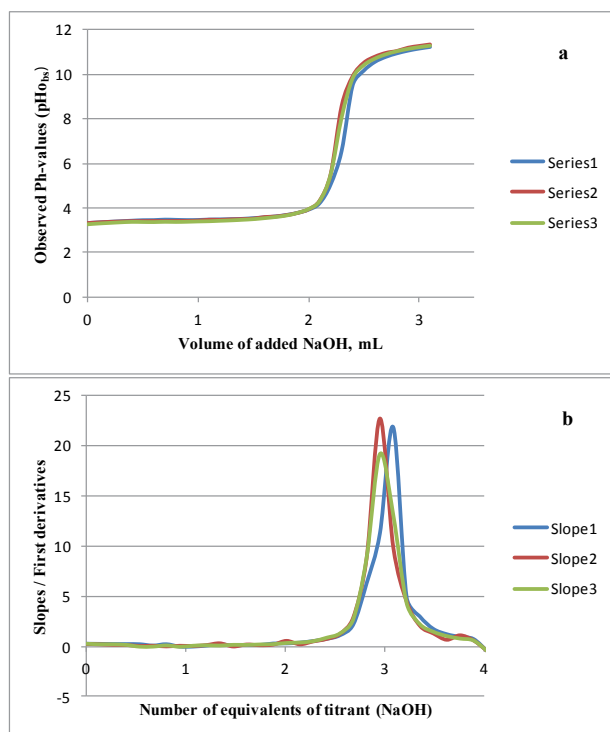 a
12
10
8
6
4
2
0
Observed Ph-values (pHobs)
0 1 2 3
Volume of added NaOH, mL
Series1
Series2
Series3
b
25
20
15
10
5
0
-5
Slopes / First derivatives
0 1 2 3 4
Number of equivalents of titrant (NaOH)
Slope1
Slope2
Slope3